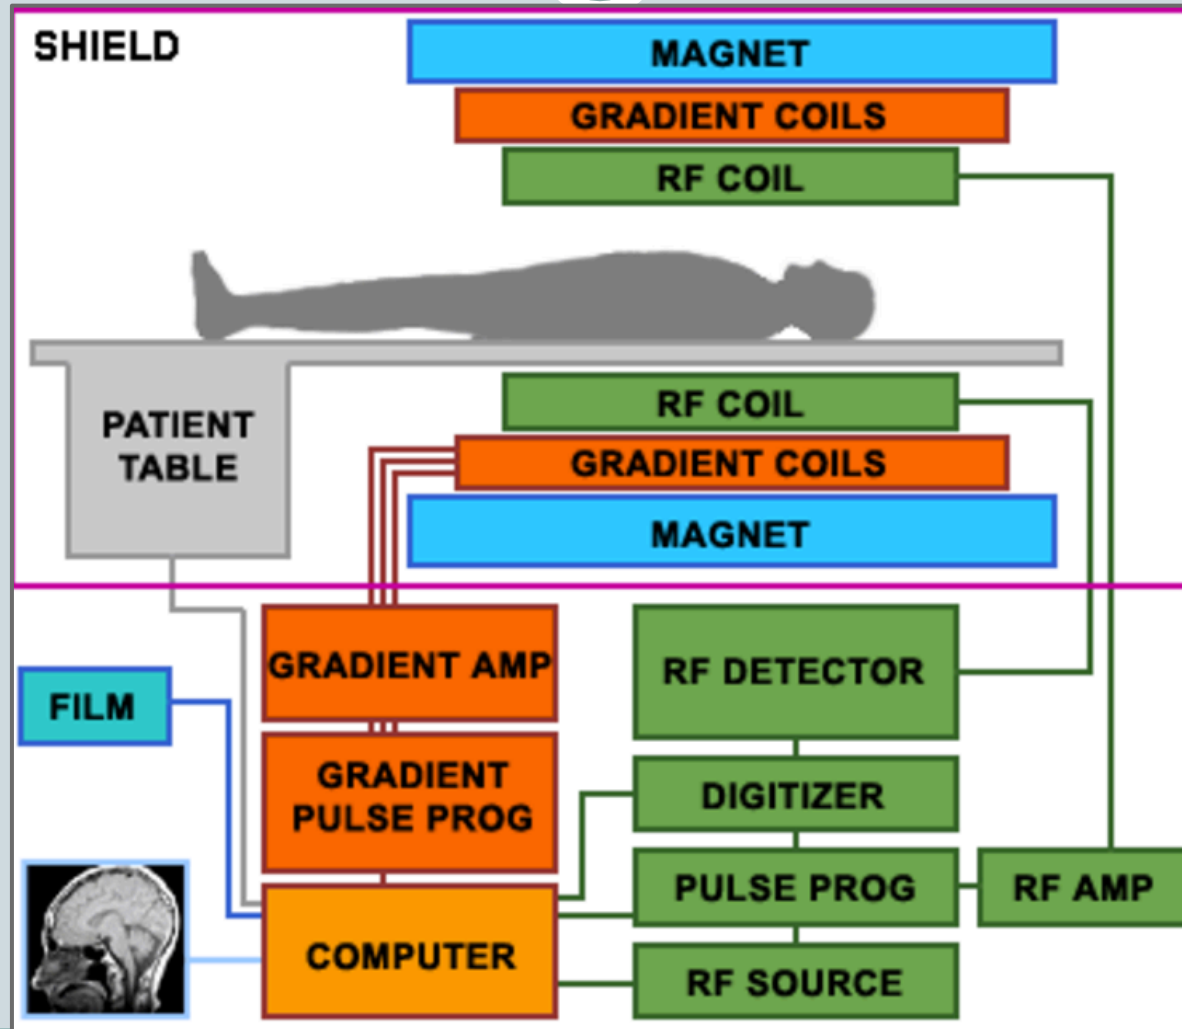 SHIELD
MAGNET
GRADIENT COILS
RF COIL
PATIENT
TABLE
RF COIL
GRADIENT COILS
MAGNET
GRADIENT AMP
RF DETECTOR
FILM
GRADIENT
PULSE PROG
DIGITIZER
PULSE PROG
RF AMP
COMPUTER
RF SOURCE